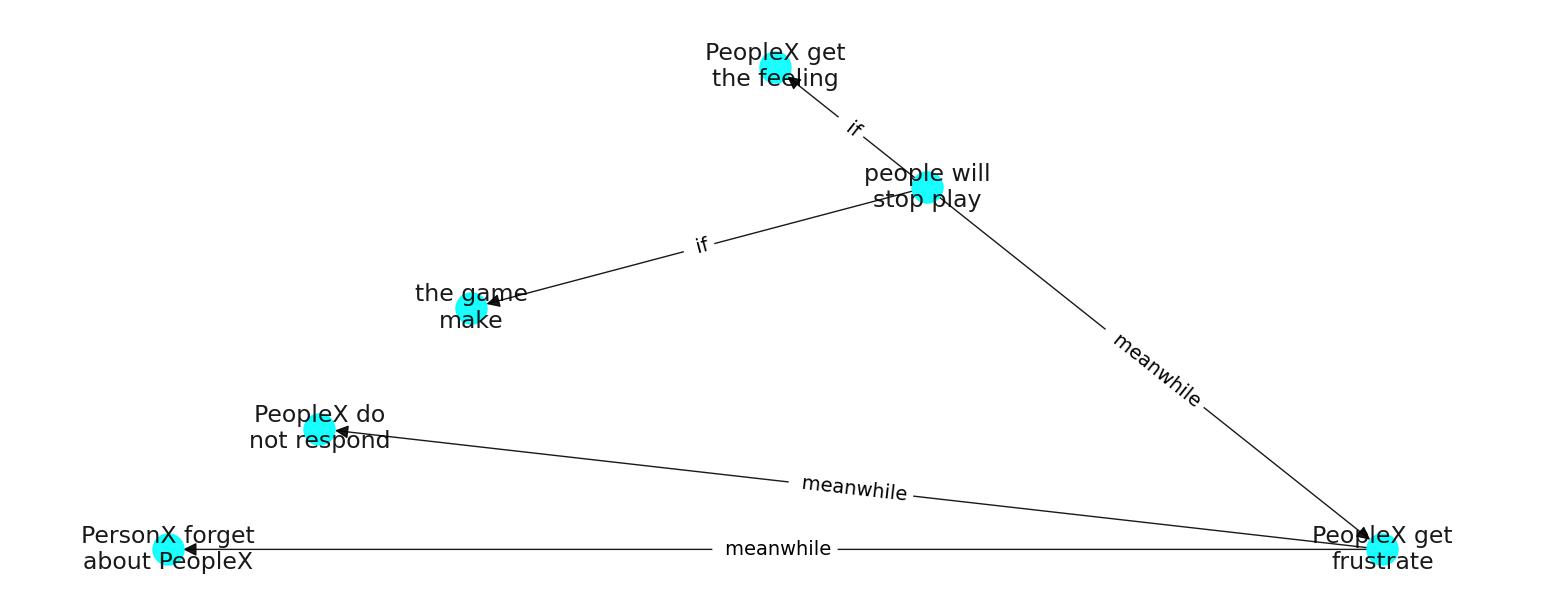 PeopleX get
the feeling
if
people will
stop play
if
the game
make
meanwhile
PeopleX do
not respond
meanwhile
PersonX forget
about PeopleX
meanwhile
PeopleX get
frustrate